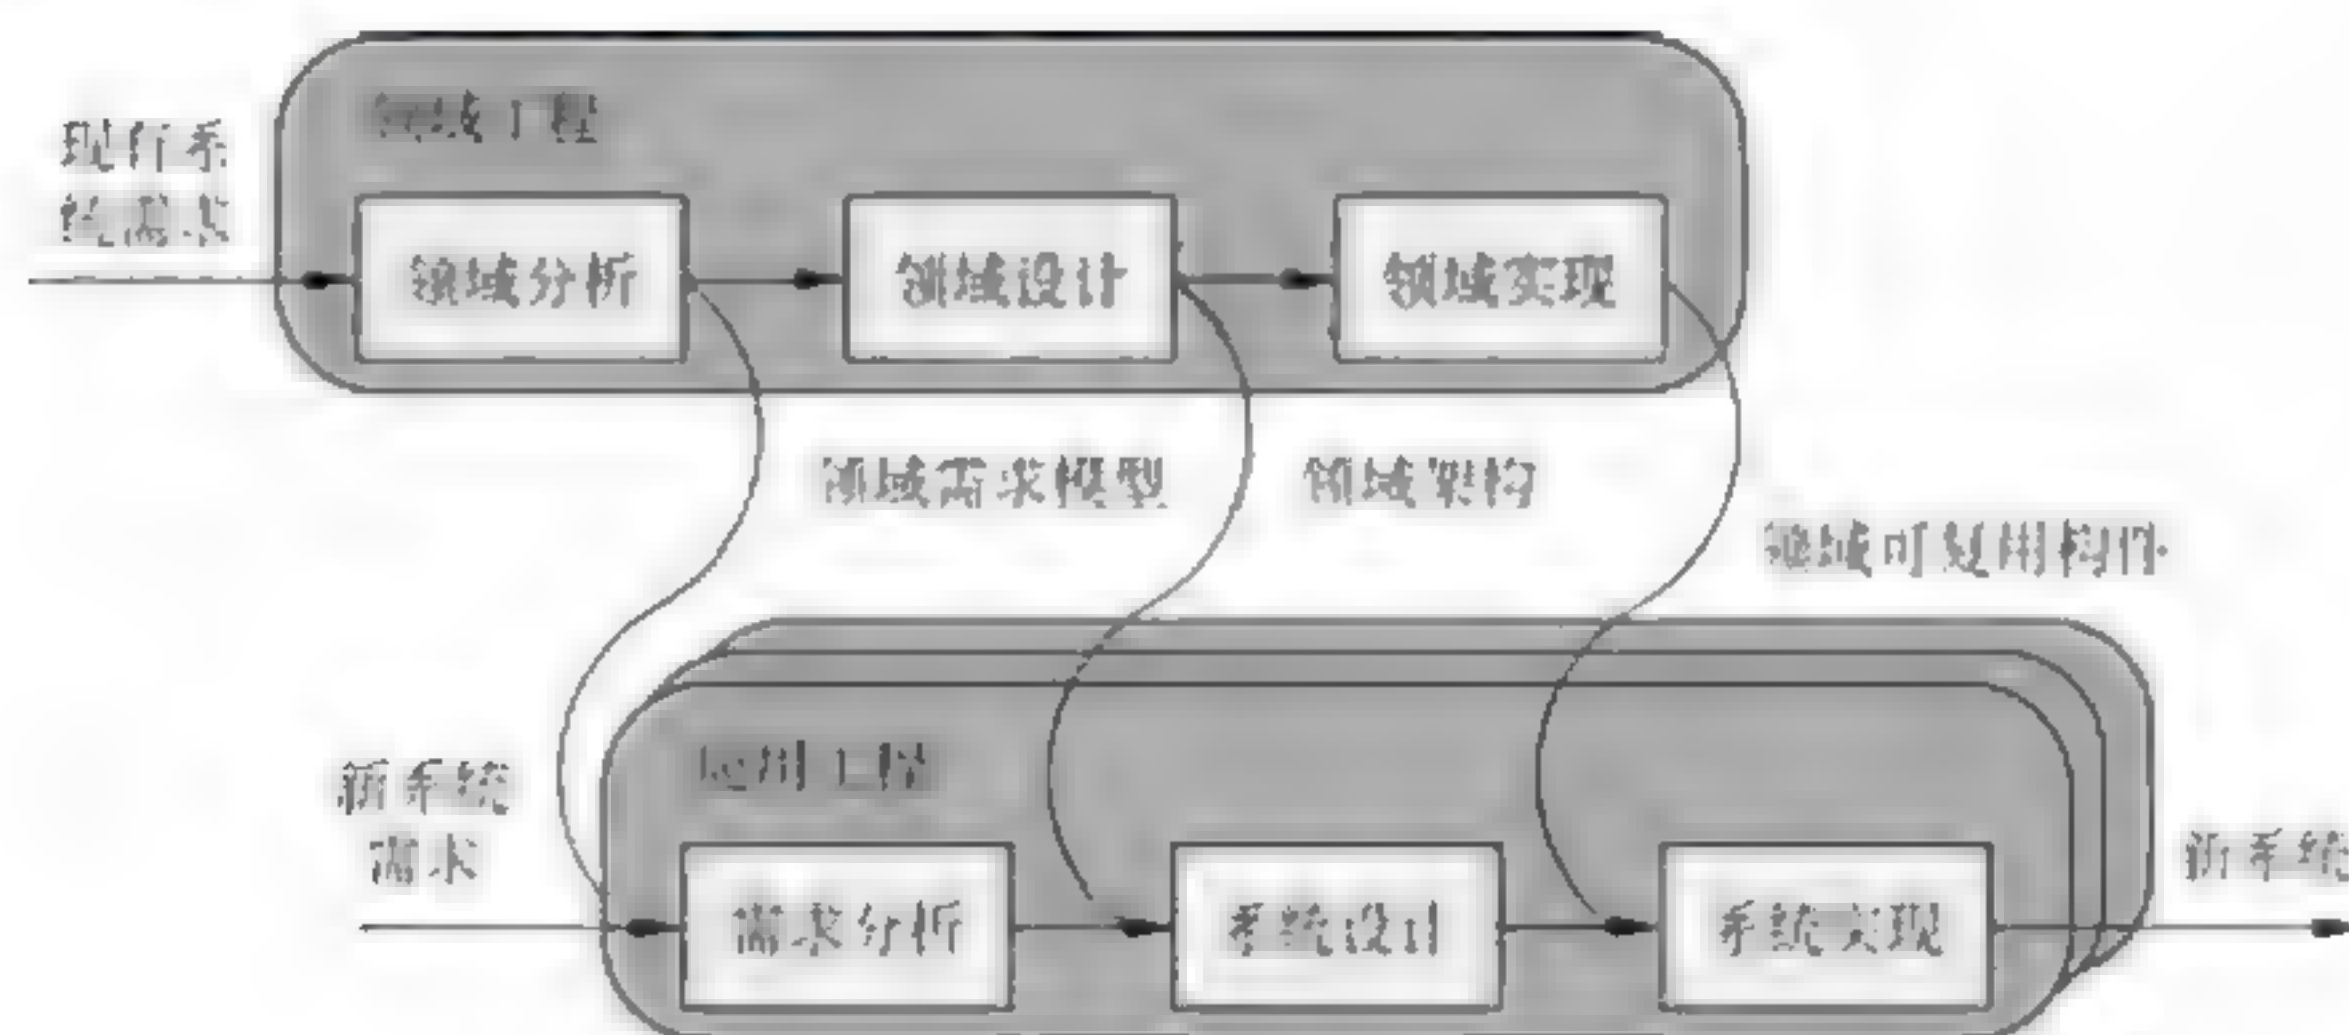 领域工程
现行系
统需求
领域分析
领域设计
领域实现
领域需求模型
领域架构
领域可复用构件
应用工程
新系统
需求
需求分析
系统设计
系统实现
新系统